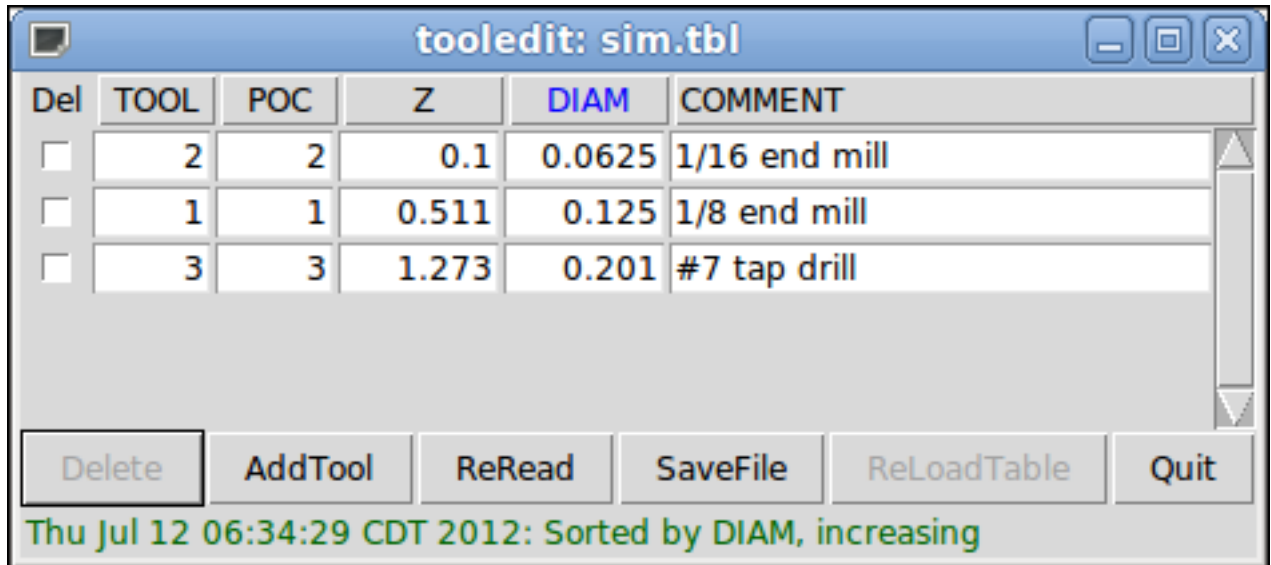 tooledit: sim.tbl
Del TOOL POC Z DIAM COMMENT
2 2 0.1 0.0625 1/16 end mill
1 1 0.511 0.125 1/8 end mill
3 3 1.273 0.201 #7 tap drill
Delete AddTool ReRead SaveFile ReLoadTable Quit
Thu Jul 12 06:34:29 CDT 2012: Sorted by DIAM, increasing